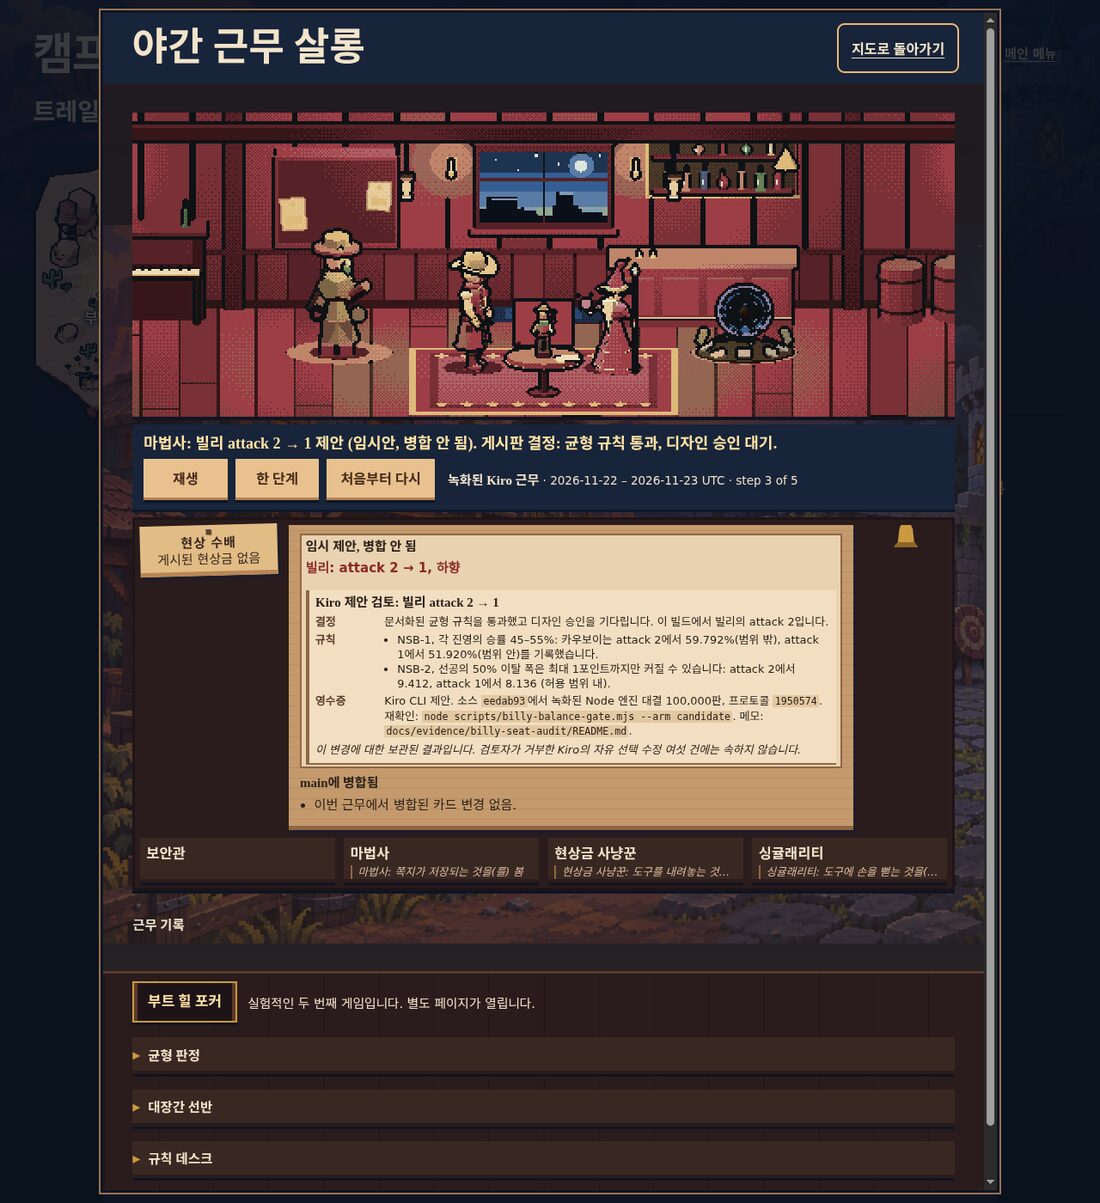 캠프
메인 메뉴
트레일
야간 근무 살롱
지도로 돌아가기
마법사: 빌리 attack 2 → 1 제안 (임시안, 병합 안 됨). 게시판 결정: 균형 규칙 통과, 디자인 승인 대기.
재생
한 단계
처음부터 다시
녹화된 Kiro 근무 · 2026-11-22 – 2026-11-23 UTC · step 3 of 5
현상 수배
게시된 현상금 없음
임시 제안, 병합 안 됨
빌리: attack 2 → 1, 하향
Kiro 제안 검토: 빌리 attack 2 → 1
결정 문서화된 균형 규칙을 통과했고 디자인 승인을 기다립니다. 이 빌드에서 빌리의 attack 2입니다.
규칙 • NSB-1, 각 진영의 승률 45–55%: 카우보이는 attack 2에서 59.792%(범위 밖), attack
1에서 51.920%(범위 안)를 기록했습니다.
• NSB-2, 선공의 50% 이탈 폭은 최대 1포인트까지만 커질 수 있습니다: attack 2에서
9.412, attack 1에서 8.136 (허용 범위 내).
영수증 Kiro CLI 제안. 소스 eedab93에서 녹화된 Node 엔진 대결 100,000판, 프로토콜 1950574.
재확인: node scripts/billy-balance-gate.mjs --arm candidate. 메모:
docs/evidence/billy-seat-audit/README.md.
이 변경에 대한 보관된 결과입니다. 검토자가 거부한 Kiro의 자유 선택 수정 여섯 건에는 속하지 않습니다.
main에 병합됨
• 이번 근무에서 병합된 카드 변경 없음.
보안관
마법사
마법사: 쪽지가 저장되는 것을(를) 봄
현상금 사냥꾼
현상금 사냥꾼: 도구를 내려놓는 것…
싱귤래리티
싱귤래리티: 도구에 손을 뻗는 것을(…
근무 기록
부트 힐 포커
실험적인 두 번째 게임입니다. 별도 페이지가 열립니다.
▶ 균형 판정
▶ 대장간 선반
▶ 규칙 데스크